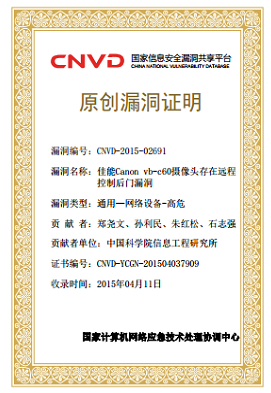 CNVD 国家信息安全漏洞共享平台
CHINA NATIONAL VULNERABILITY DATABASE
原创漏洞证明
漏洞编号：CNVD-2015-02691
漏洞名称：佳能Canon vb-c60摄像头存在远程
控制后门漏洞
漏洞类型：通用—网络设备-高危
贡 献 者：郑尧文、孙利民、朱红松、石志强
贡献者单位：中国科学院信息工程研究所
证书编号：CNVD-YCGN-201504037909
收录时间：2015年04月11日
国家计算机网络应急技术处理协调中心